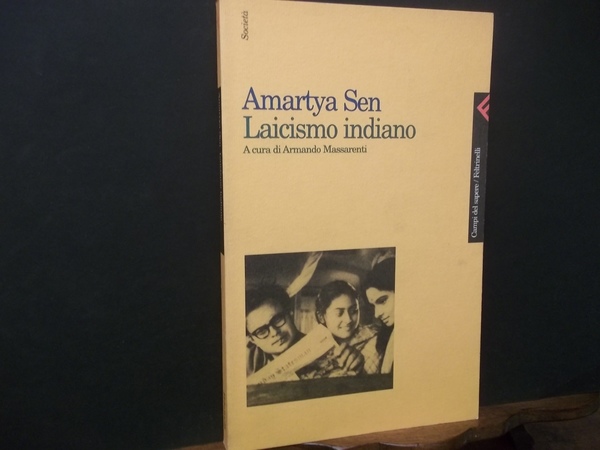 Società
Amartya Sen
Laicismo indiano
A cura di Armando Massarenti
Campi del sapere / Feltrinelli